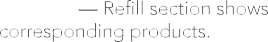 — Refill section shows
corresponding products.